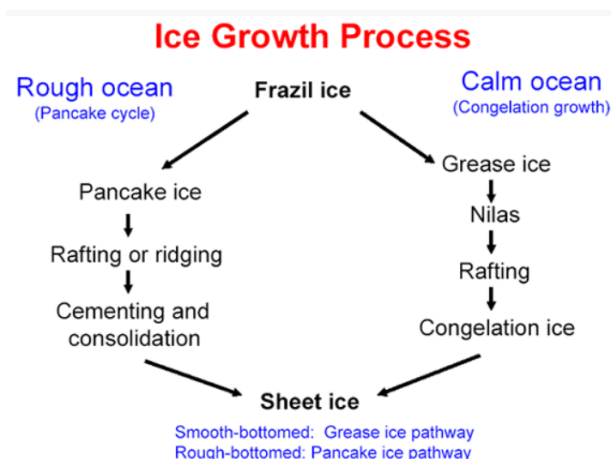 Ice Growth Process
Rough ocean
(Pancake cycle)
Frazil ice
Calm ocean
(Congelation growth)
Pancake ice
Rafting or ridging
Cementing and
consolidation
Grease ice
Nilas
Rafting
Congelation ice
Sheet ice
Smooth-bottomed: Grease ice pathway
Rough-bottomed: Pancake ice pathway